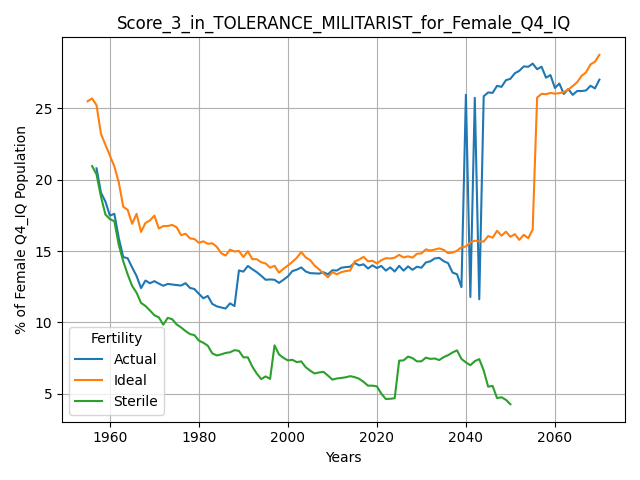 Score_3_in_TOLERANCE_MILITARIST_for_Female_Q4_IQ
% of Female Q4_IQ Population
25
20
15
10
5
Fertility
Actual
Ideal
Sterile
1960 1980 2000 2020 2040 2060
Years